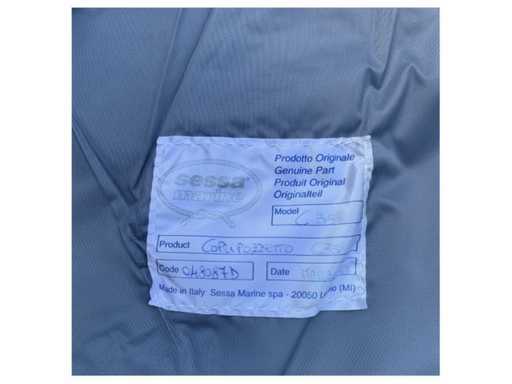 sessa
marine
Prodotto Originale
Genuine Part
Produit Original
Originalteil
Model
Product COPRIPOZZETTO
Code Date
Made in Italy Sessa Marine spa - 20050 (MI)